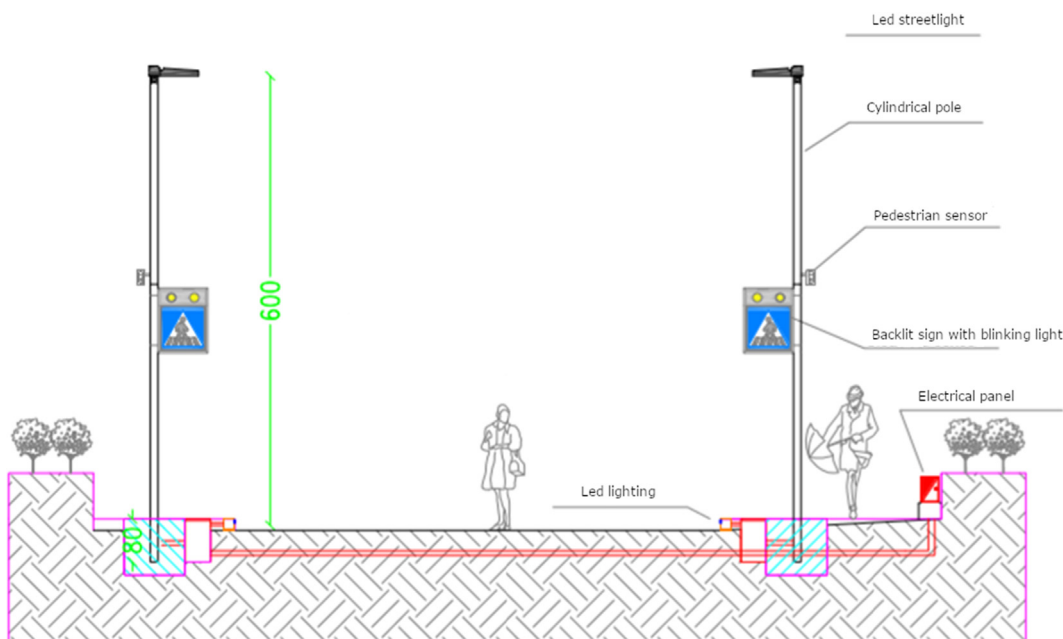 Led streetlight
Cylindrical pole
600
Pedestrian sensor
Backlit sign with blinking light
Electrical panel
Led lighting
80